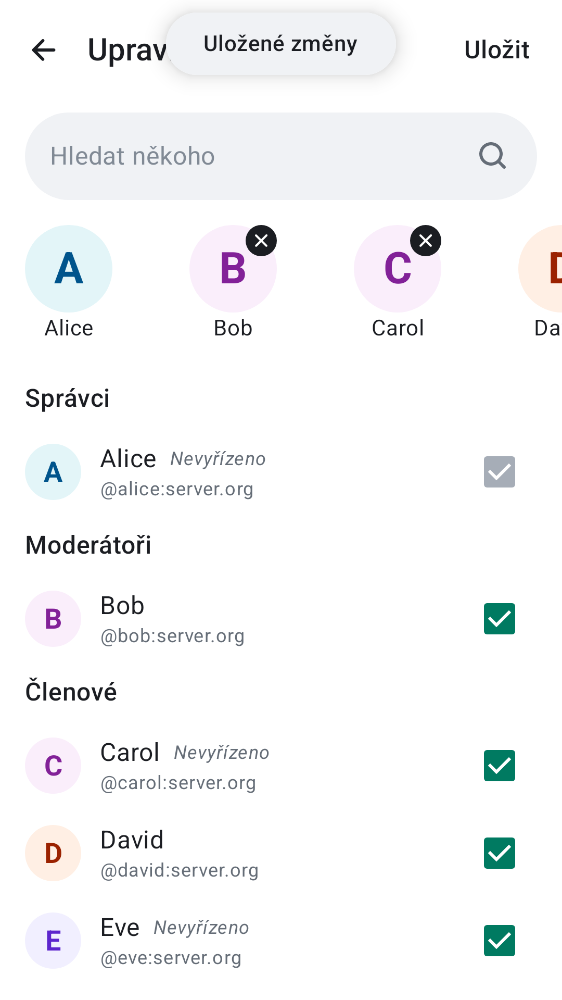 Uprav
Uložené změny
Uložit
Hledat někoho
A
B
C
Alice
Bob
Carol
Da
Správci
A
Alice Nevyřízeno
@alice:server.org
Moderátoři
B
Bob
@bob:server.org
Členové
C
Carol Nevyřízeno
@carol:server.org
D
David
@david:server.org
E
Eve Nevyřízeno
@eve:server.org